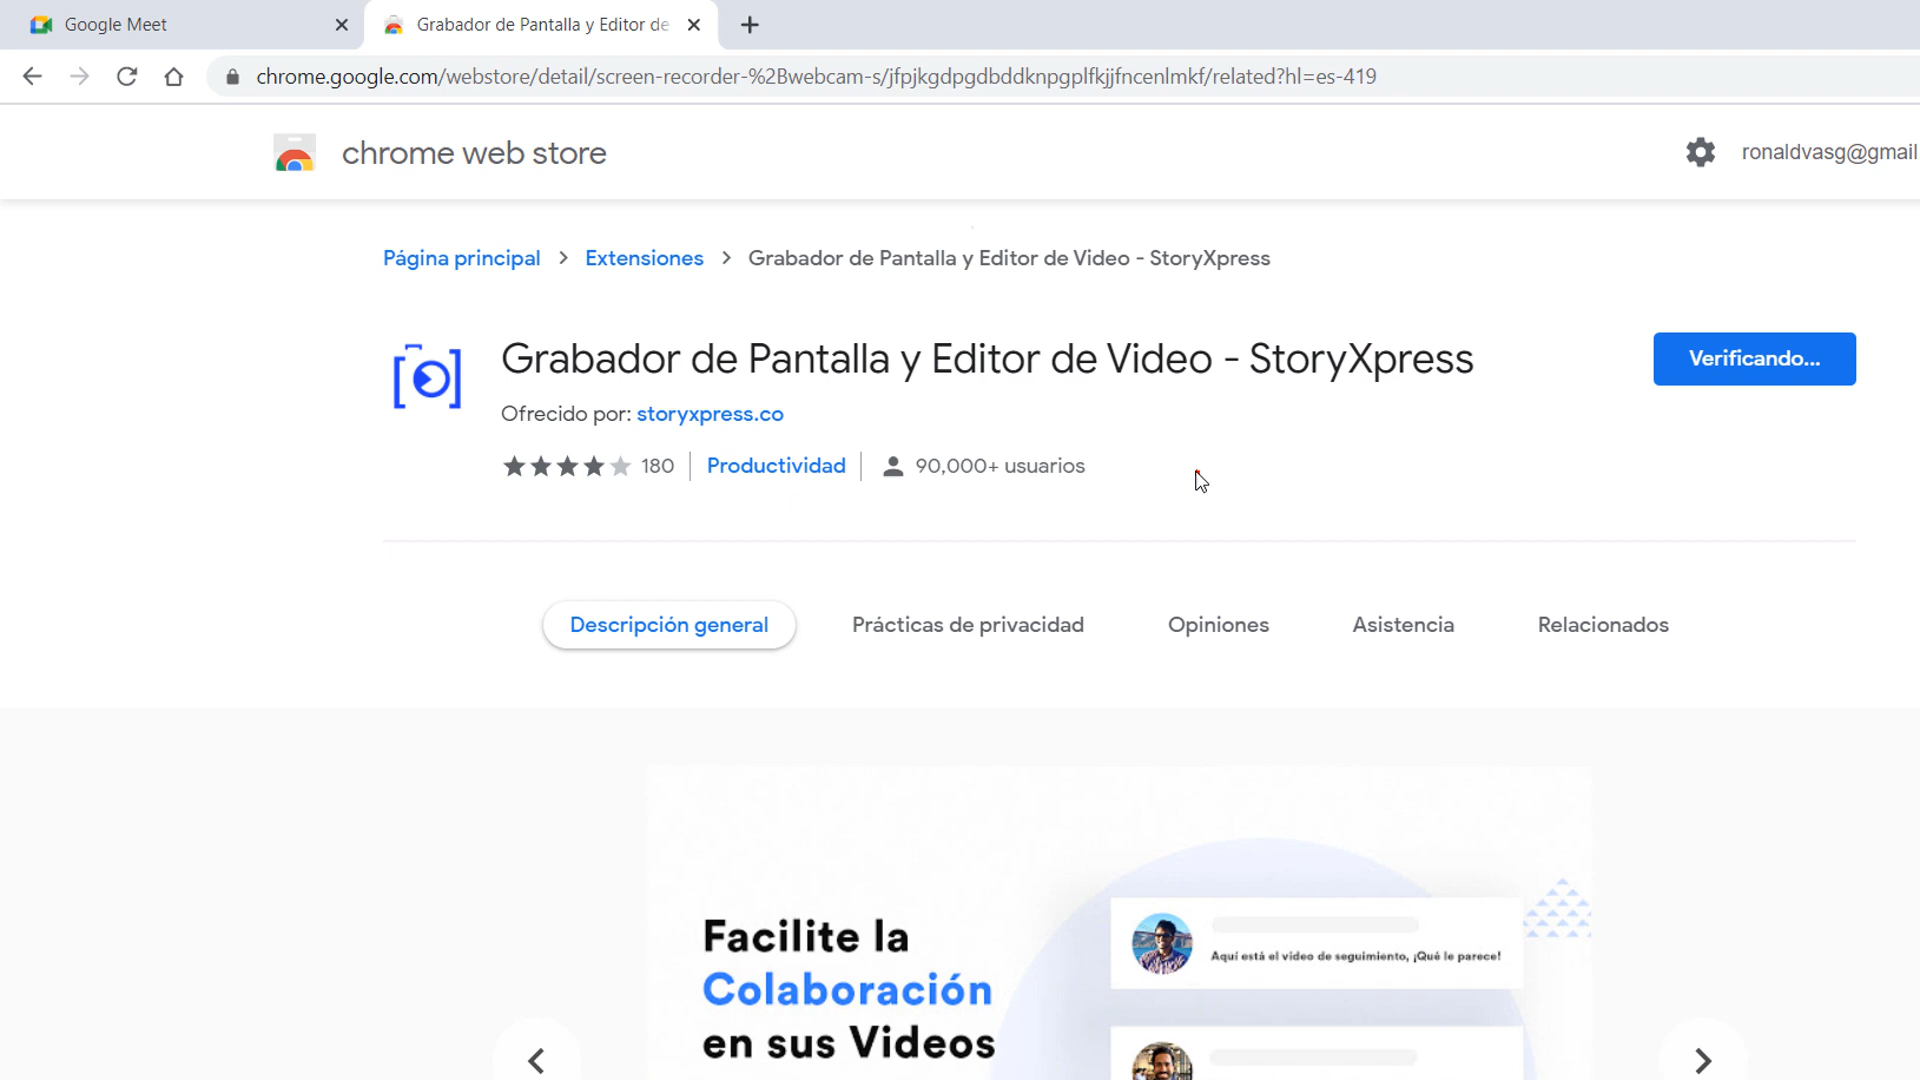 Google Meet
Grabador de Pantalla y Editor de
chrome.google.com/webstore/detail/screen-recorder-%2Bwebcam-s/jfpjkgdpgdbddknpgplfkjjfncenlmkf/related?hl=es-419
chrome web store
ronaldvasg@gmail
Página principal > Extensiones > Grabador de Pantalla y Editor de Video - StoryXpress
Grabador de Pantalla y Editor de Video - StoryXpress
Verificando...
Ofrecido por: storyxpress.co
180 | Productividad | 90,000+ usuarios
Descripción general Prácticas de privacidad Opiniones Asistencia Relacionados
Facilite la
Colaboración
en sus Videos
Aquí está el video de seguimiento, ¡Qué le parece!